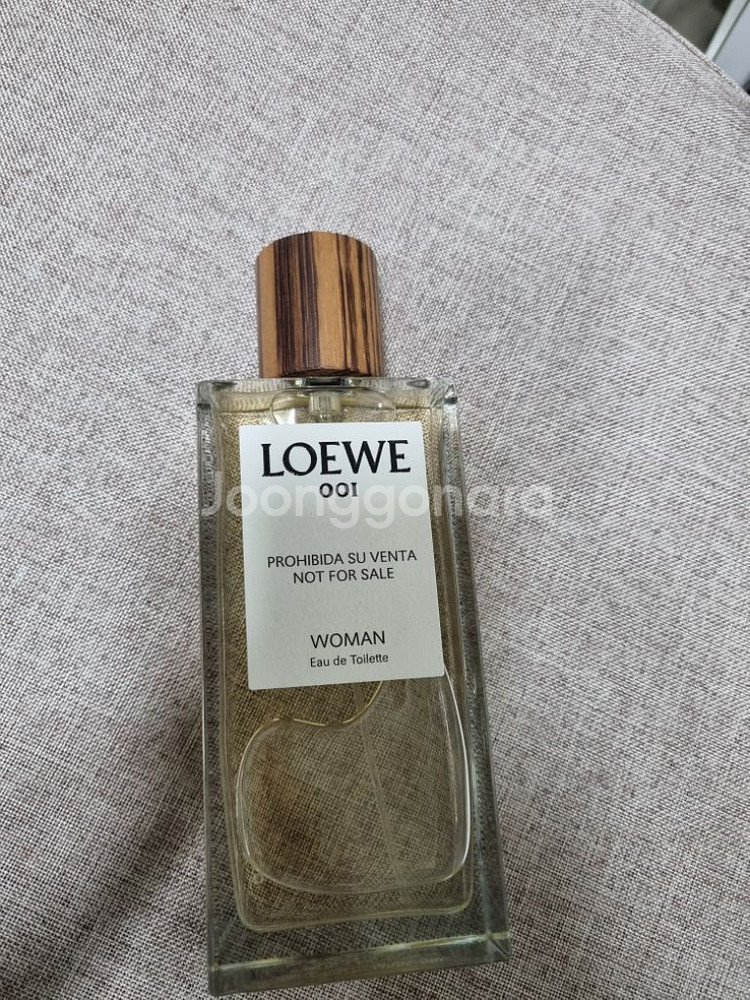 LOEWE
001
Joonggonara
PROHIBIDA SU VENTA
NOT FOR SALE
WOMAN
Eau de Toilette